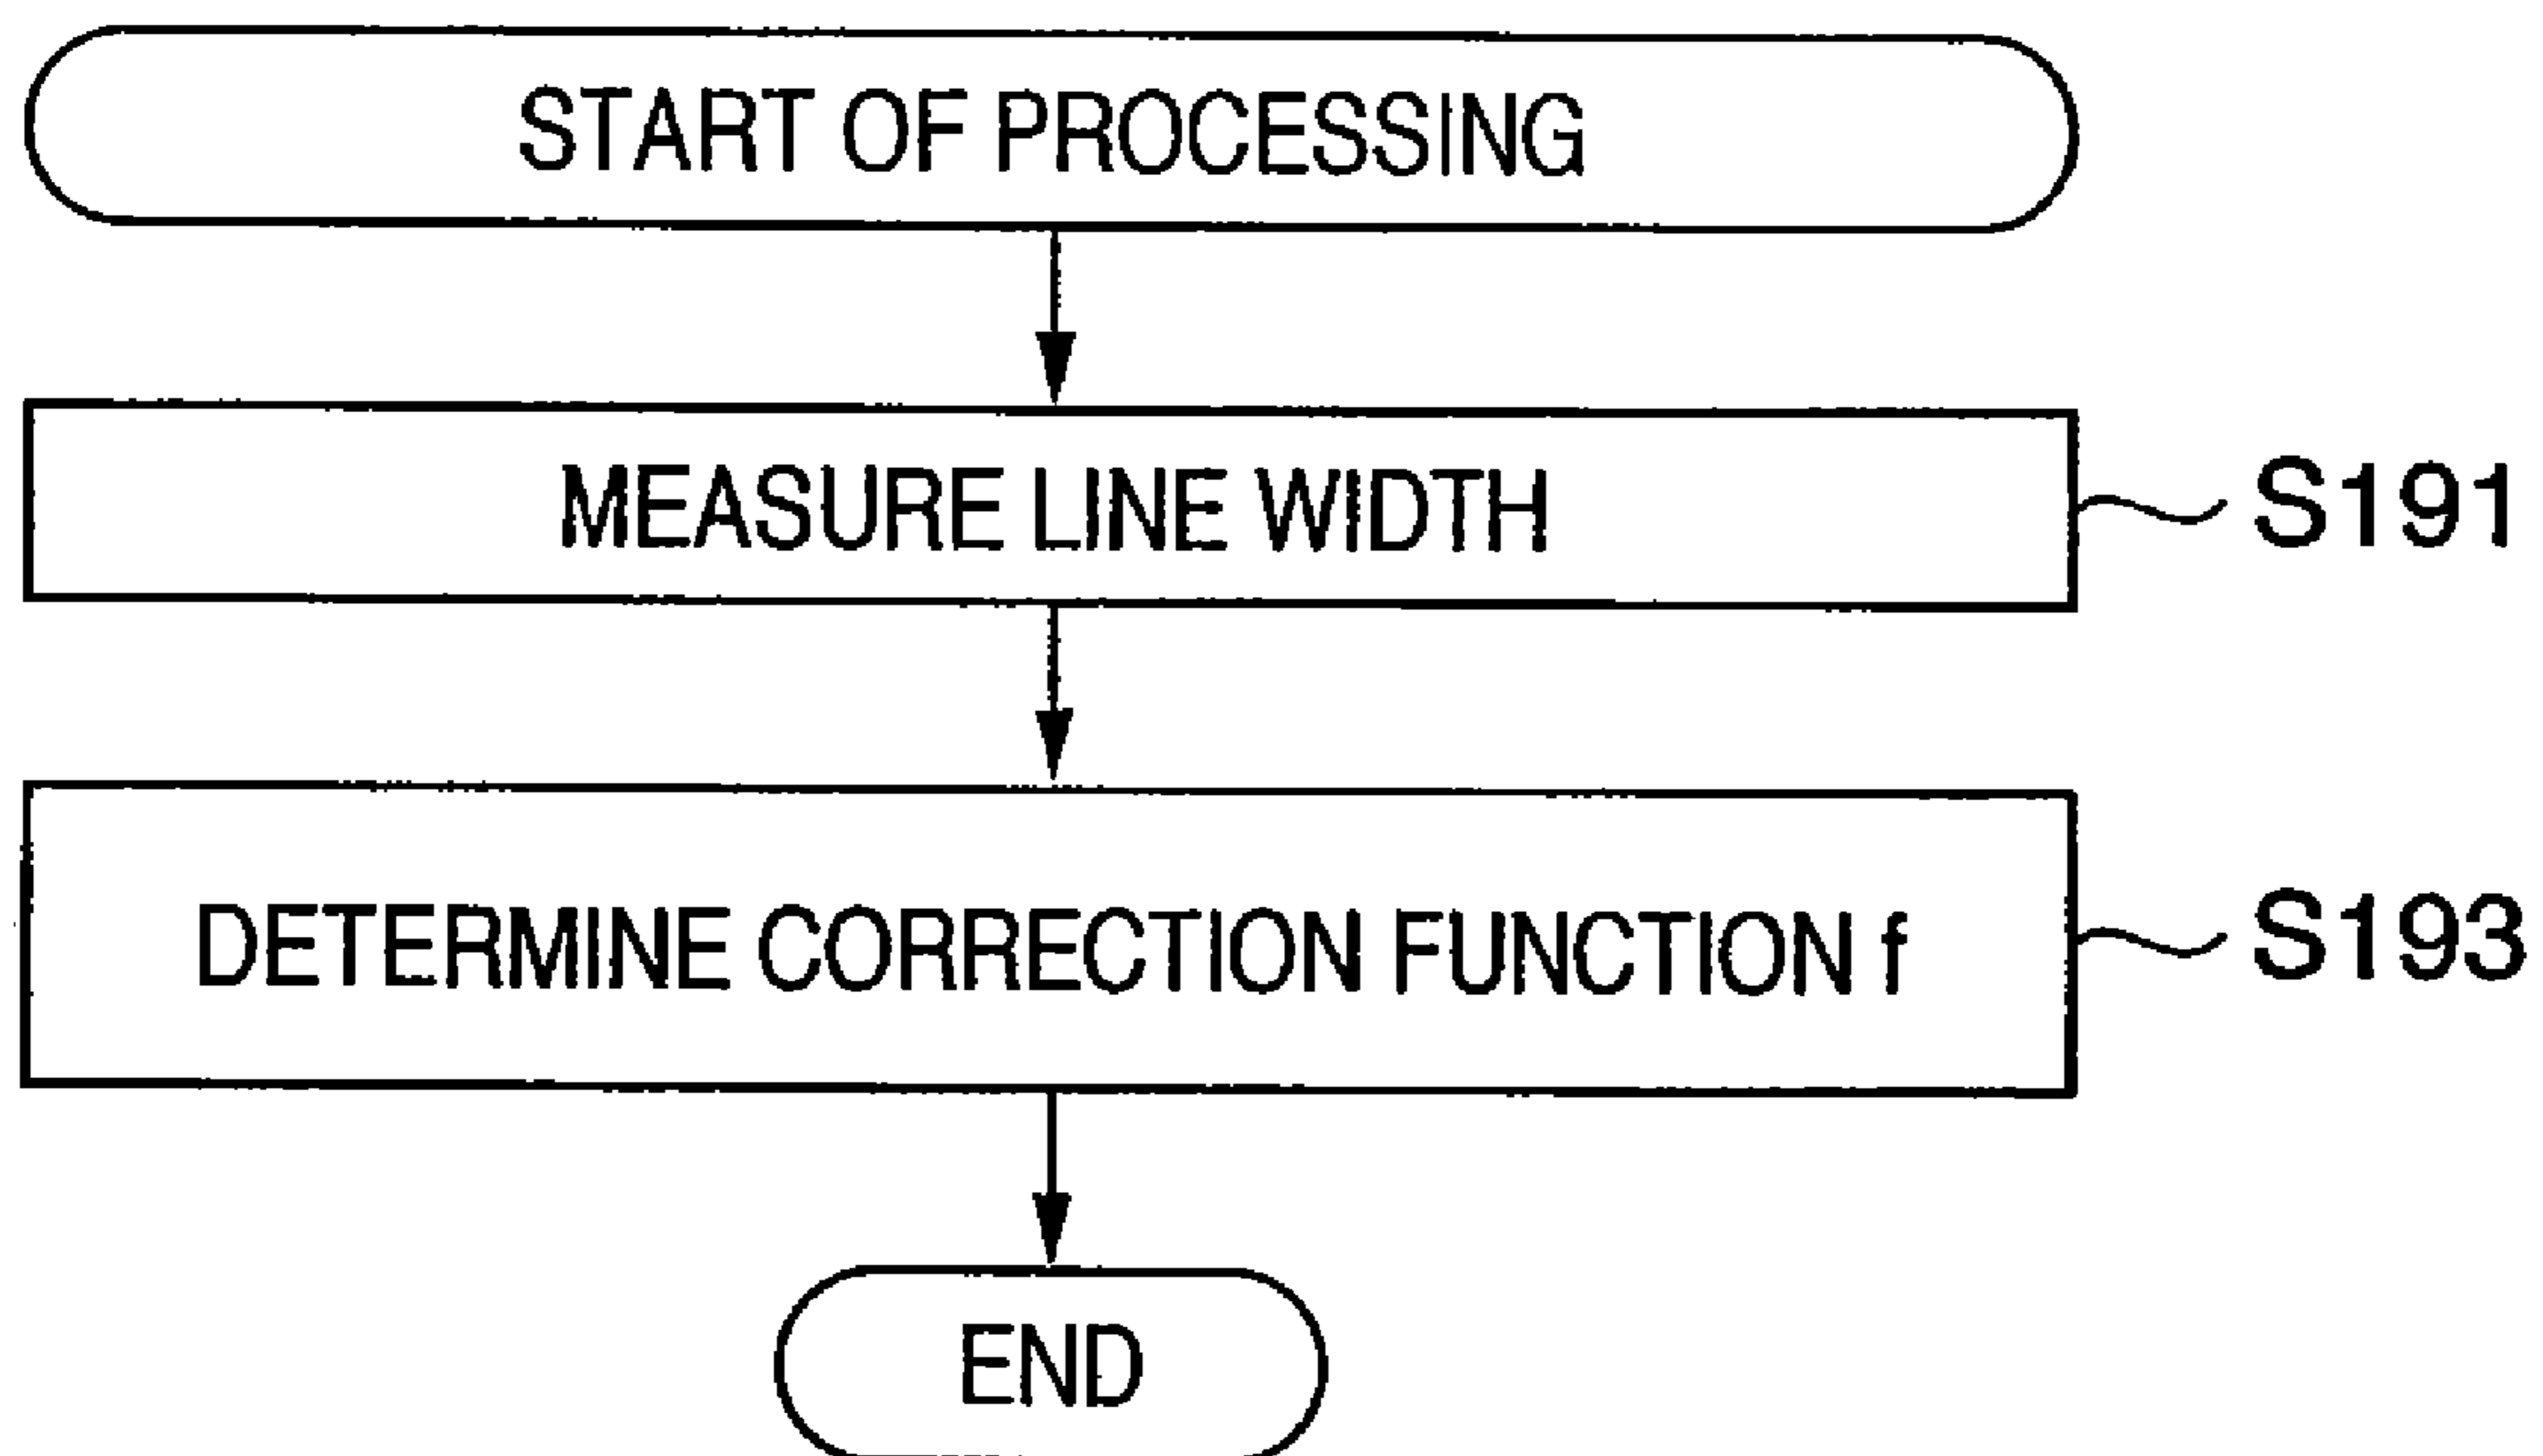 START OF PROCESSING
MEASURE LINE WIDTH
S191
DETERMINE CORRECTION FUNCTION f
S193
END